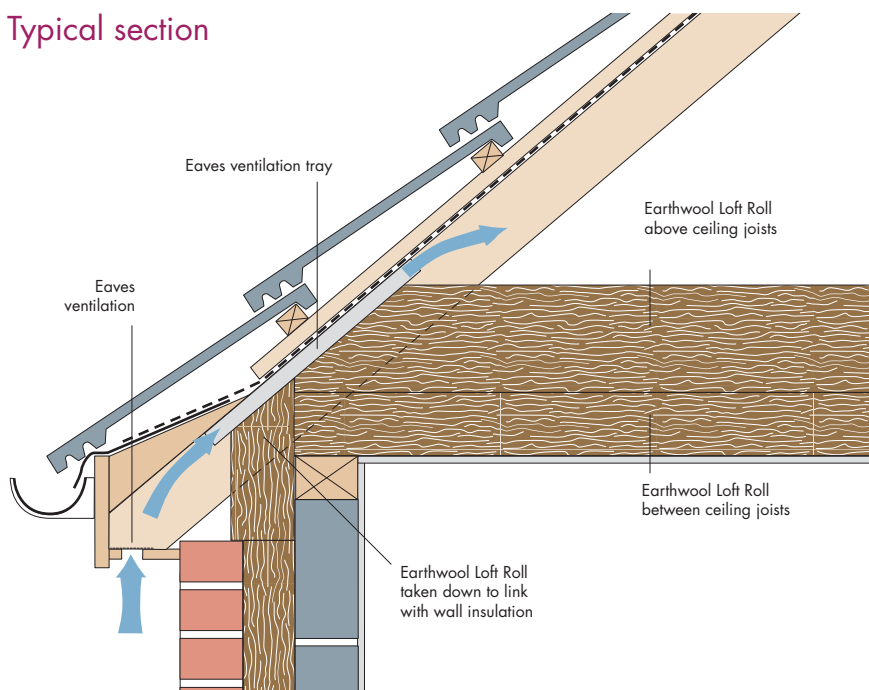 Typical section
Eaves ventilation tray
Earthwool Loft Roll
above ceiling joists
Eaves
ventilation
Earthwool Loft Roll
between ceiling joists
Earthwool Loft Roll
taken down to link
with wall insulation